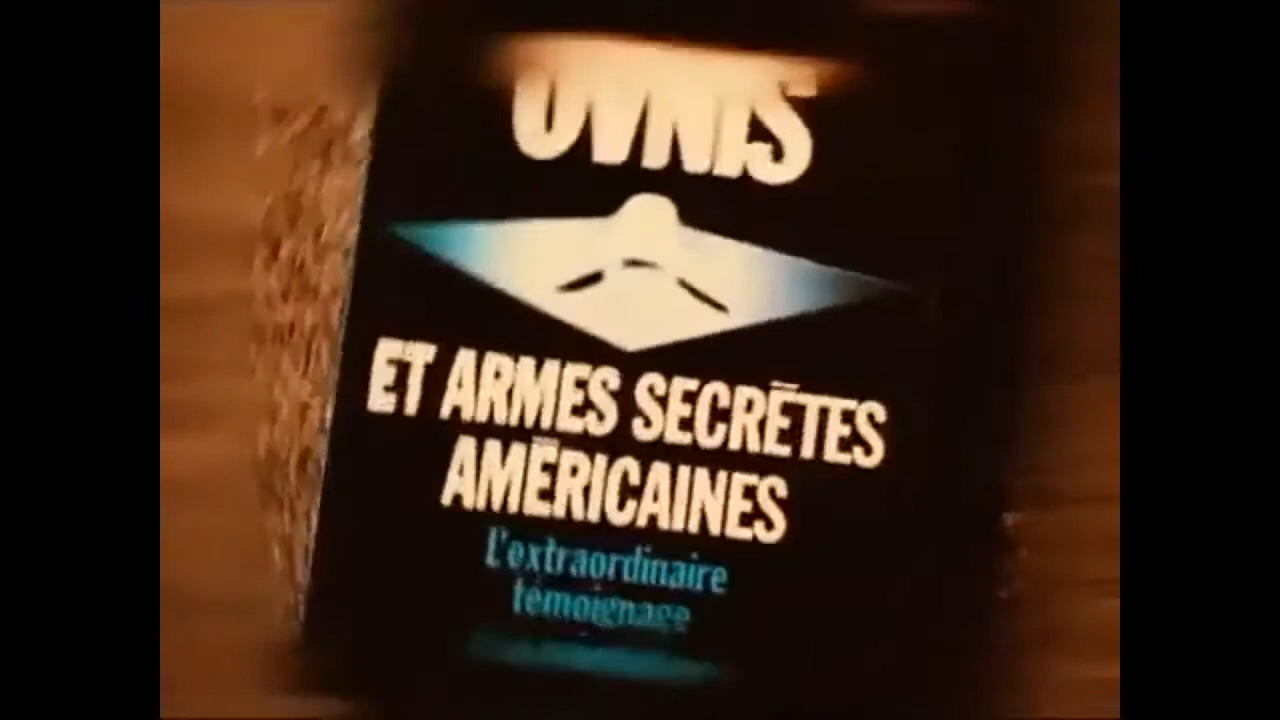 OVNIS
ET ARMES SECRÈTES
AMÉRICAINES
L'extraordinaire
témoignage